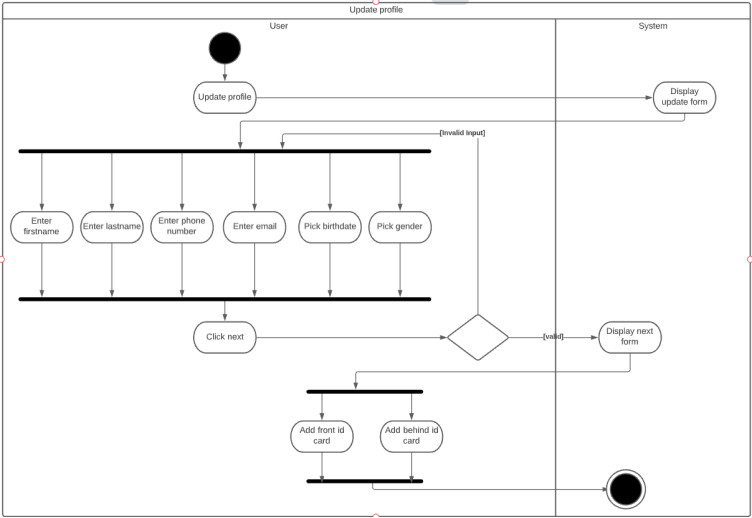 Update profile
User
System
Update profile
Display
update form
[Invalid Input]
Enter
firstname
Enter lastname
Enter phone
number
Enter email
Pick birthdate
Pick gender
Click next
[valid]
Display next
form
Add front id
card
Add behind id
card